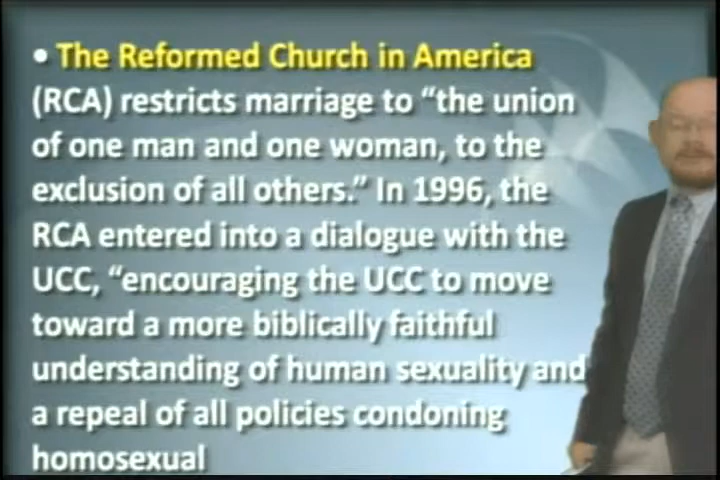 • The Reformed Church in America
(RCA) restricts marriage to “the union
of one man and one woman, to the
exclusion of all others.” In 1996, the
RCA entered into a dialogue with the
UCC, “encouraging the UCC to move
toward a more biblically faithful
understanding of human sexuality and
a repeal of all policies condoning
homosexual